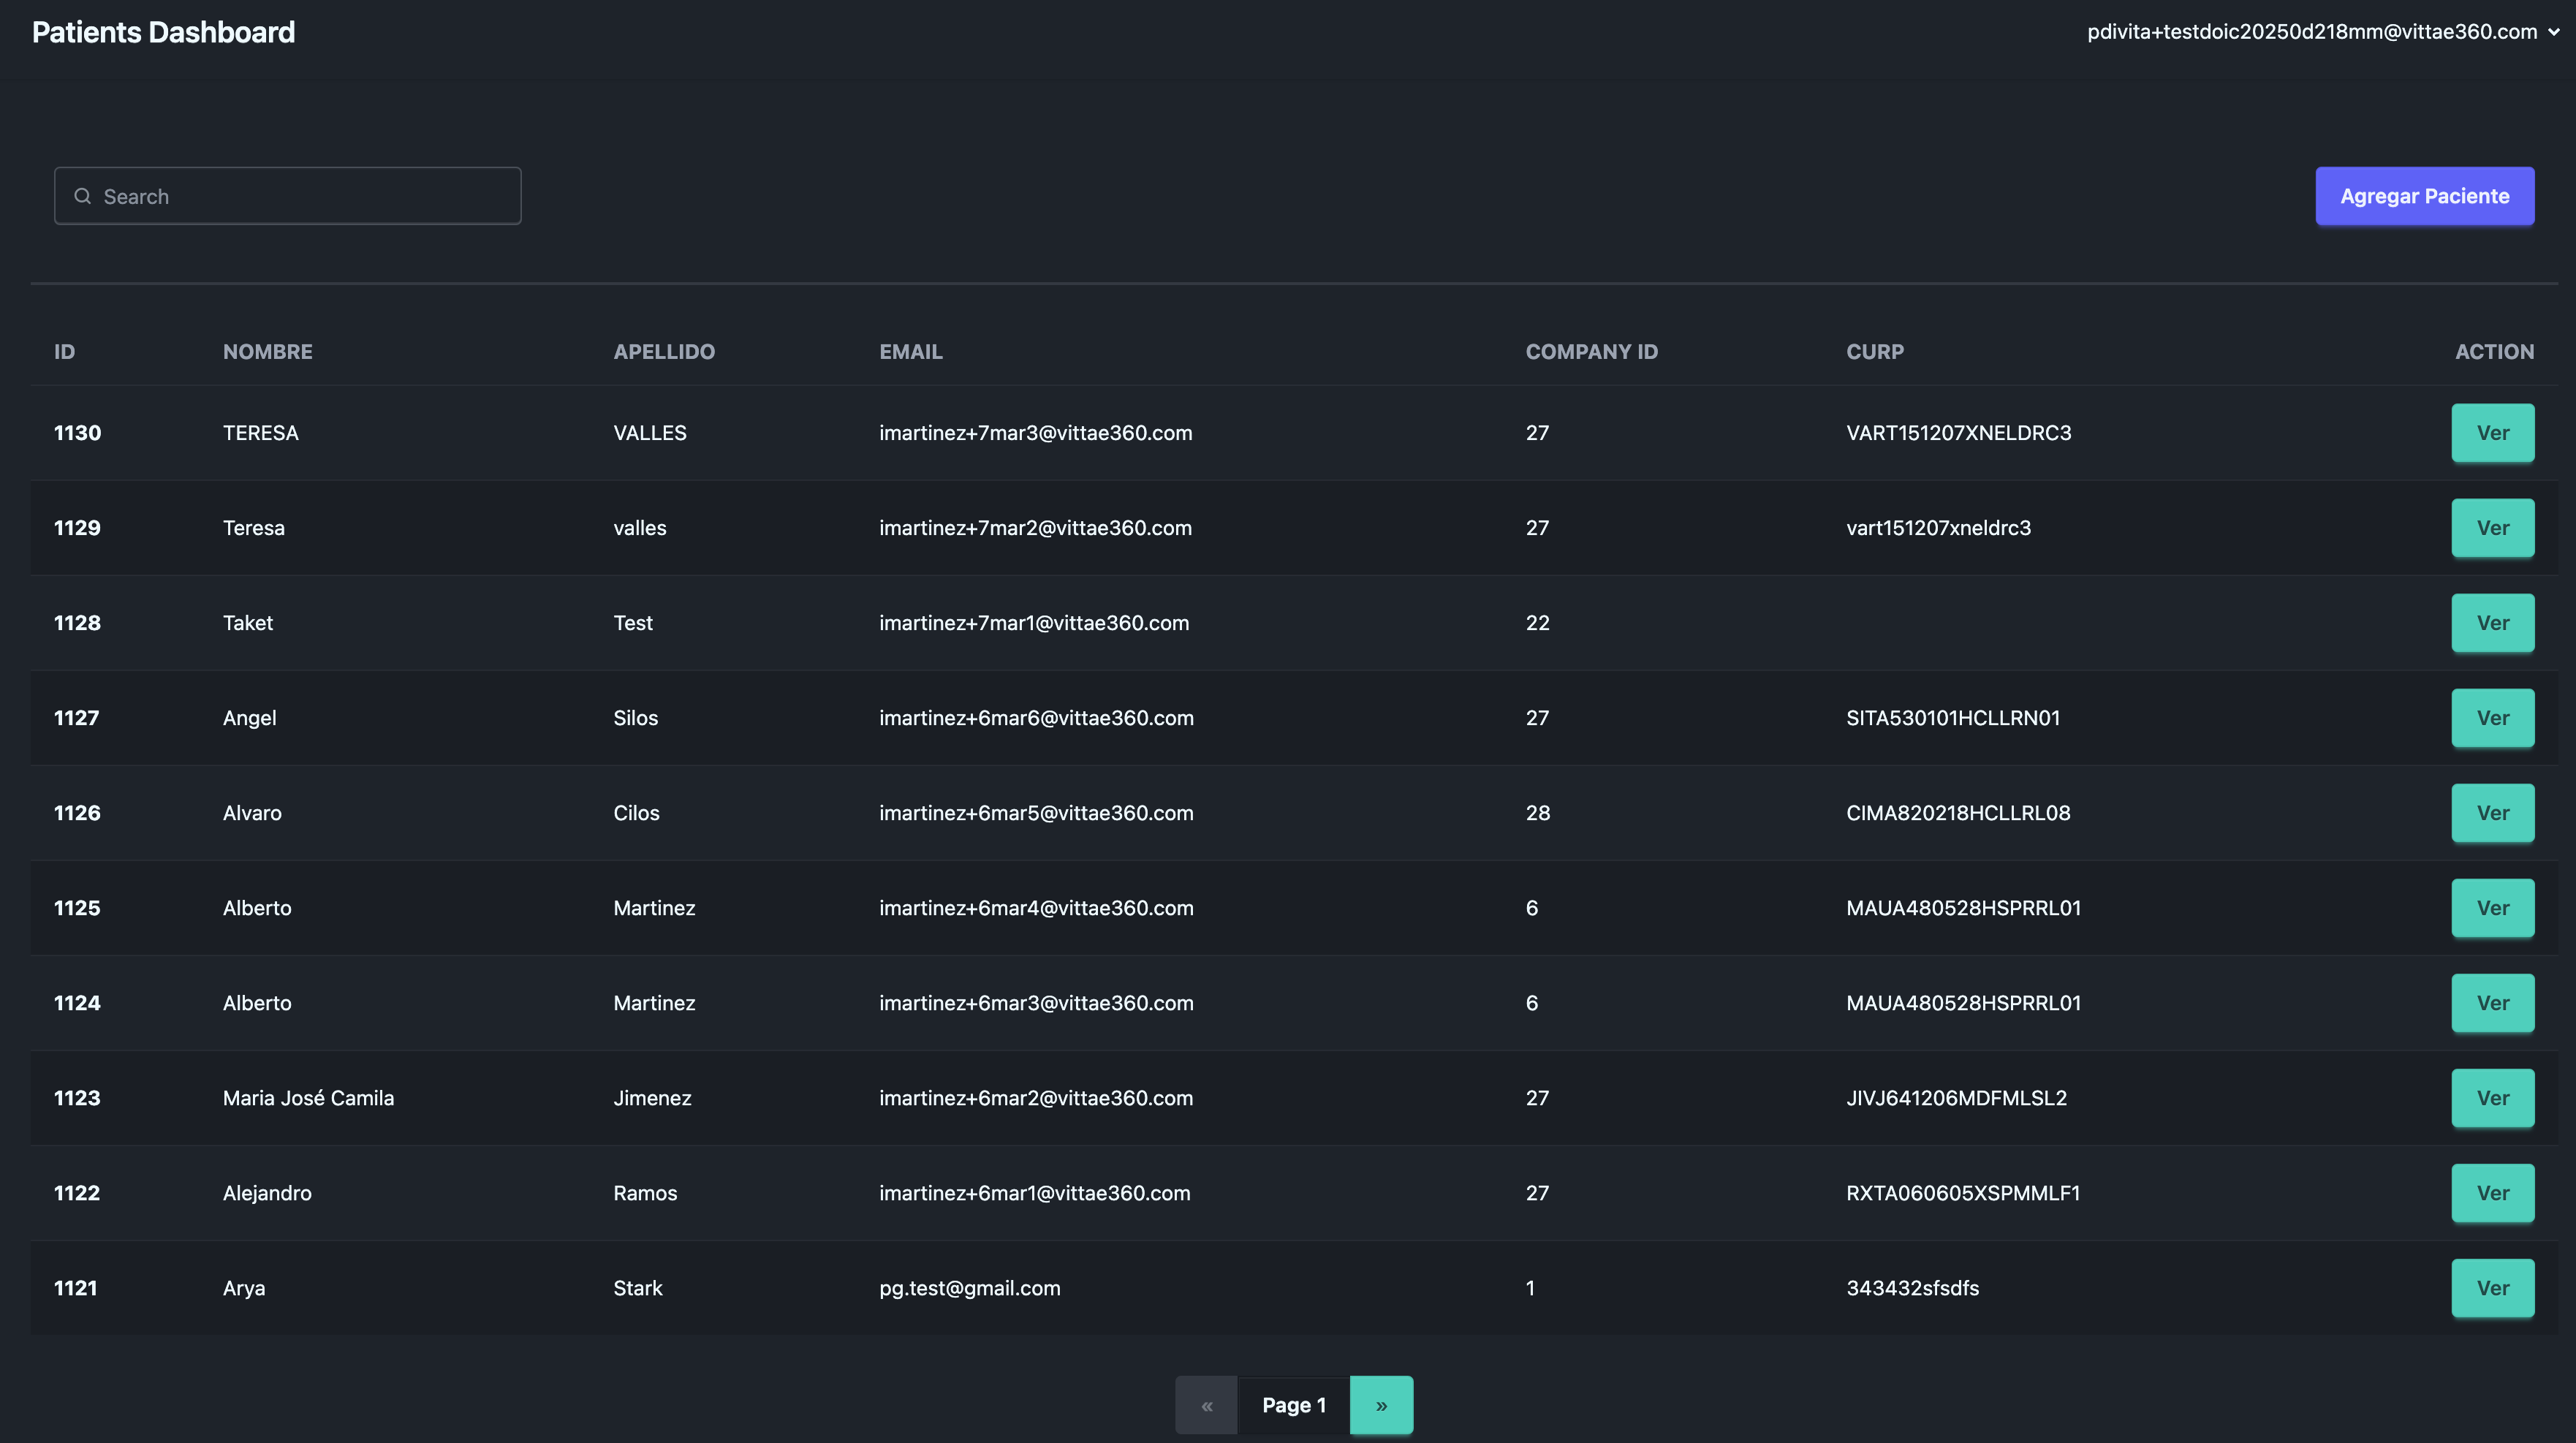 Patients Dashboard pdivita+testdoic20250d218mm@vittae360.com
Search Agregar Paciente
ID NOMBRE APELLIDO EMAIL COMPANY ID CURP ACTION
1130 TERESA VALLES imartinez+7mar3@vittae360.com 27 VART151207XNELDRC3 Ver
1129 Teresa valles imartinez+7mar2@vittae360.com 27 vart151207xneldrc3 Ver
1128 Taket Test imartinez+7mar1@vittae360.com 22 Ver
1127 Angel Silos imartinez+6mar6@vittae360.com 27 SITA530101HCLLRN01 Ver
1126 Alvaro Cilos imartinez+6mar5@vittae360.com 28 CIMA820218HCLLRL08 Ver
1125 Alberto Martinez imartinez+6mar4@vittae360.com 6 MAUA480528HSPRRL01 Ver
1124 Alberto Martinez imartinez+6mar3@vittae360.com 6 MAUA480528HSPRRL01 Ver
1123 Maria José Camila Jimenez imartinez+6mar2@vittae360.com 27 JIVJ641206MDFMLSL2 Ver
1122 Alejandro Ramos imartinez+6mar1@vittae360.com 27 RXTA060605XSPMMLF1 Ver
1121 Arya Stark pg.test@gmail.com 1 343432sfsdfs Ver
« Page 1 »